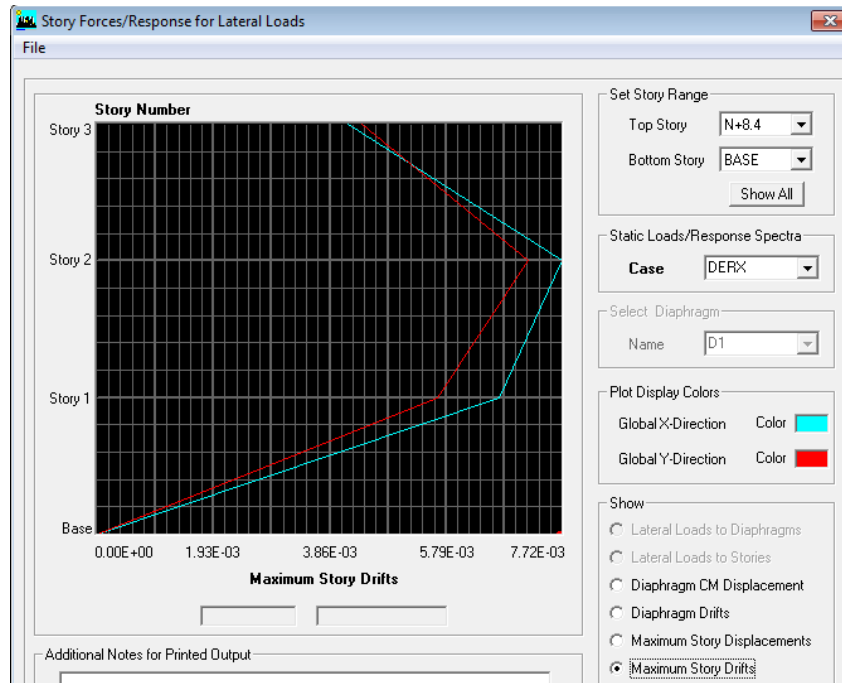 Story Forces/Response for Lateral Loads
File
Story Number
Story 3
Story 2
Story 1
Base
0.00E+00 1.93E-03 3.86E-03 5.79E-03 7.72E-03
Maximum Story Drifts
Additional Notes for Printed Output
Set Story Range
Top Story N+8.4
Bottom Story BASE
Show All
Static Loads/Response Spectra
Case DERX
Select Diaphragm
Name D1
Plot Display Colors
Global X-Direction Color
Global Y-Direction Color
Show
Lateral Loads to Diaphragms
Lateral Loads to Stories
Diaphragm CM Displacement
Diaphragm Drifts
Maximum Story Displacements
Maximum Story Drifts